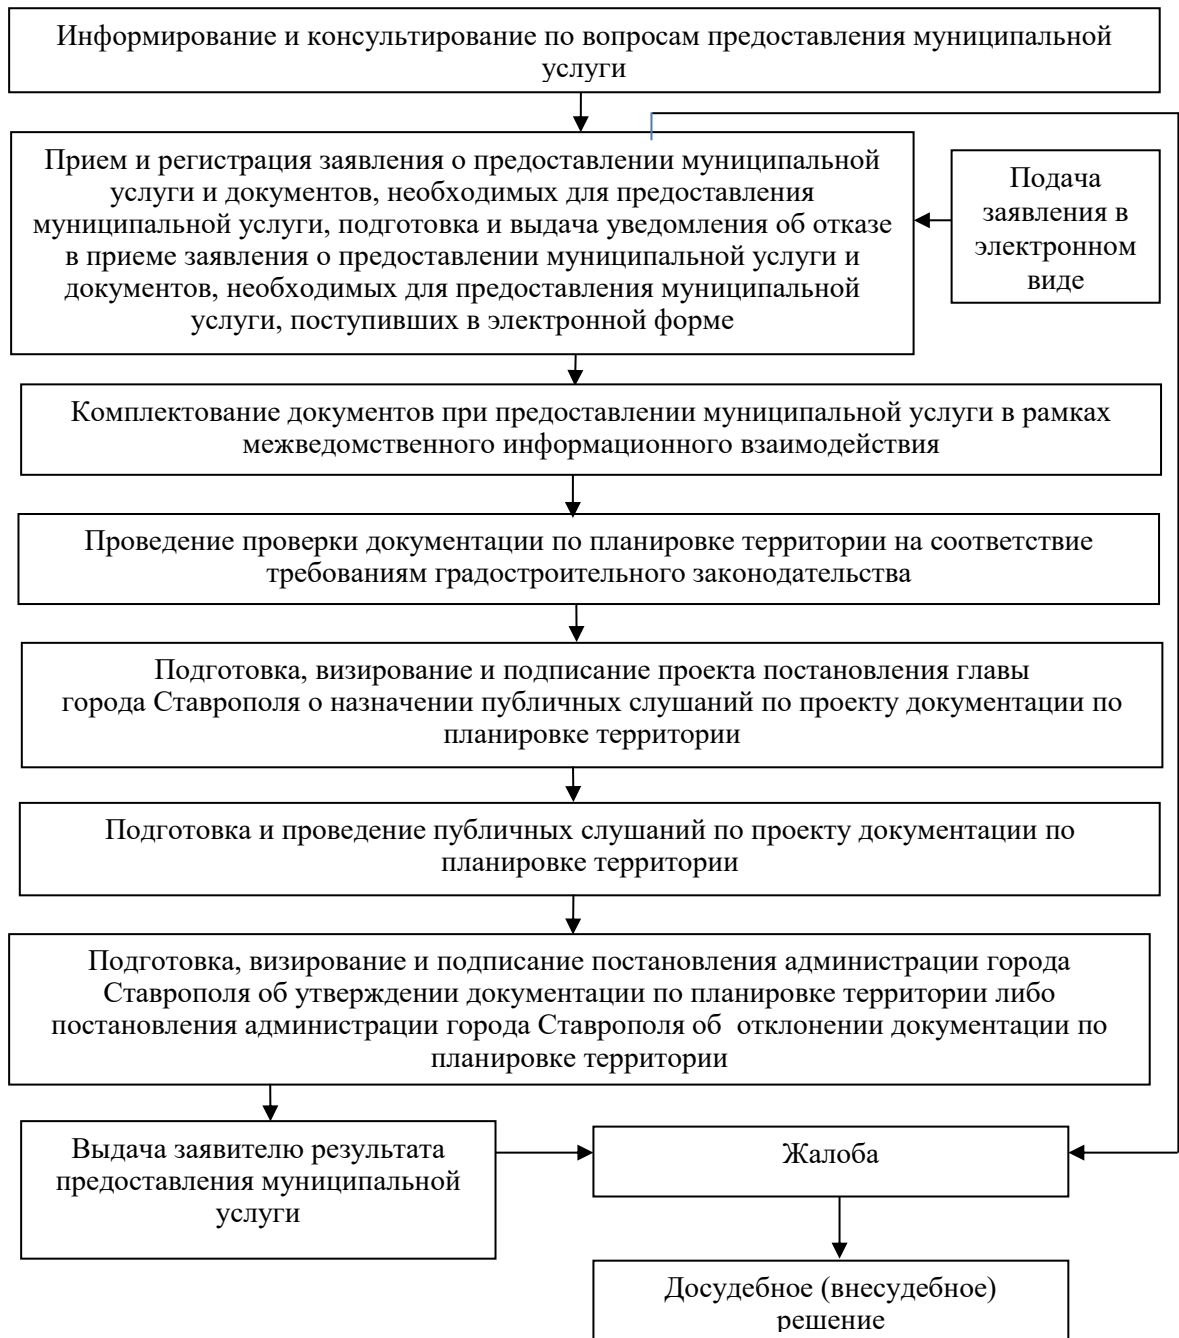 Информирование и консультирование по вопросам предоставления муниципальной
услуги
Прием и регистрация заявления о предоставлении муниципальной
услуги и документов, необходимых для предоставления
муниципальной услуги, подготовка и выдача уведомления об отказе
в приеме заявления о предоставлении муниципальной услуги и
документов, необходимых для предоставления муниципальной
услуги, поступивших в электронной форме
Подача
заявления в
электронном
виде
Комплектование документов при предоставлении муниципальной услуги в рамках
межведомственного информационного взаимодействия
Проведение проверки документации по планировке территории на соответствие
требованиям градостроительного законодательства
Подготовка, визирование и подписание проекта постановления главы
города Ставрополя о назначении публичных слушаний по проекту документации по
планировке территории
Подготовка и проведение публичных слушаний по проекту документации по
планировке территории
Подготовка, визирование и подписание постановления администрации города
Ставрополя об утверждении документации по планировке территории либо
постановления администрации города Ставрополя об отклонении документации по
планировке территории
Выдача заявителю результата
предоставления муниципальной
услуги
Жалоба
Досудебное (внесудебное)
решение